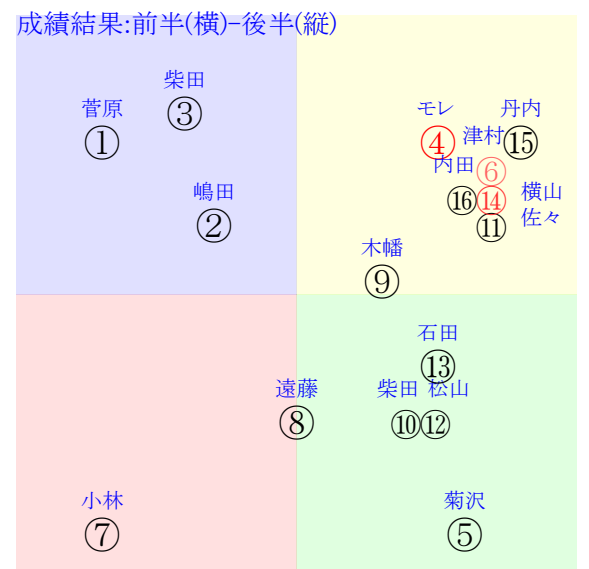 成績結果:前半(横)-後半(縦)
柴田
③
菅原
①
モレ
④
丹内
⑮
津村
⑥
内田
⑯
⑭
横山
⑪
佐々
嶋田
②
木幡
⑨
石田
⑬
遠藤
⑧
柴田
⑩
松山
⑫
小林
⑦
菊沢
⑤